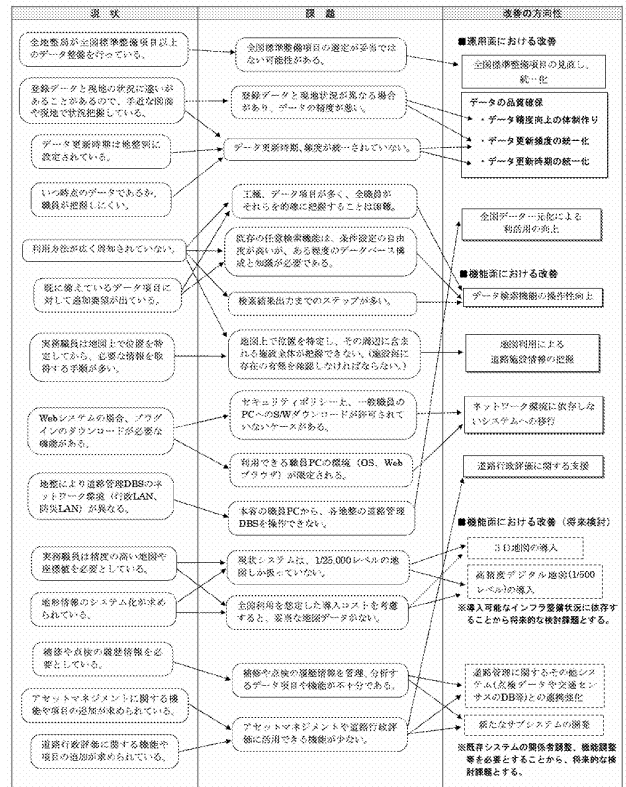 現　状
課　題
改善の方向性
全地整局が全国標準整備項目以上
のデータ整備を行っている。
登録データと現地の状況に違いが
あることがあるので、手近な図面
や現地で状況把握している。
データ更新時期は地整別に
設定されている。
いつ時点のデータであるか、
職員が把握しにくい。
利用方法が広く周知されていない。
既に備えているデータ項目に
対して追加要望が出ている。
実務職員は地図上で位置を特
定してから、必要な情報を取
得する手順が多い。
Webシステムの場合、プラグ
インのダウンロードが必要な
機能がある。
地整により道路管理DBSのネ
ットワーク環境（行政LAN、
防災LAN）が異なる。
実務職員は精度の高い地図や
座標値を必要としている。
地形情報のシステム化が求め
られている。
補修や点検の履歴情報を必
要としている。
アセットマネジメントに関する機
能や項目の追加が求められている。
道路行政評価に関する機能や
項目の追加が求められている。
全国標準整備項目の選定が妥当では
ない可能性がある。
登録データと現地状況が異なる場合
があり、データの精度が悪い。
データ更新時期、頻度が統一されていない。
工種、データ項目が多く、全職員が
それらを的確に把握することは困難。
既存の任意検索機能は、条件設定の自由
度が高いが、ある程度のデータベース構
成と知識が必要である。
検索結果出力までのステップが多い。
地図上で位置を特定し、その周辺に含ま
れる施設全体が把握できない。（施設毎に
存在の有無を確認しなければならない。）
セキュリティポリシー上、一般職員の
PCへのS/Wダウンロードが許可されて
いないケースがある。
利用できる職員PCの環境（OS、Web
ブラウザ）が限定される。
本省の職員PCから、各地整の道路管理
DBSを操作できない。
現状システムは、1/25,000レベルの地
図しか扱っていない。
全国利用を想定した導入コストを考慮
すると、妥当な地図データがない。
補修や点検の履歴情報を管理、分析す
るデータ項目や機能が不十分である。
アセットマネジメントや道路行政評
価に活用できる機能が少ない。
■運用面における改善
全国標準整備項目の見直し、
統一化
データの品質確保
・データ精度向上の体制作り
・データ更新頻度の統一化
・データ更新時期の統一化
全国データ一元化による
利活用の向上
■機能面における改善
データ検索機能の操作性向上
地図利用による
道路施設情報の把握
ネットワーク環境に依存しな
いシステムへの移行
道路行政評価に関する支援
■機能面における改善（将来検討）
３Ｄ地図の導入
高精度デジタル地図(1/500
レベル)の導入
※導入可能なインフラ整備状況に依存す
ることから将来的な検討課題とする。
道路管理に関するその他シス
テム(点検データや交通セン
サスのDB等)との連携強化
新たなサブシステムの開発
※既存システムの関係者調整、機能調整
等を必要とすることから、将来的な検
討課題とする。